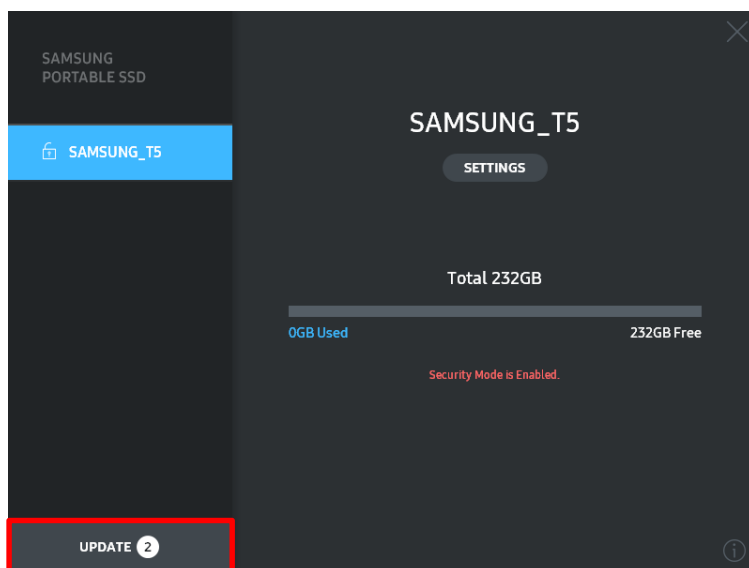 SAMSUNG
PORTABLE SSD
SAMSUNG_T5
SAMSUNG_T5
SETTINGS
Total 232GB
0GB Used 232GB Free
Security Mode is Enabled.
UPDATE 2